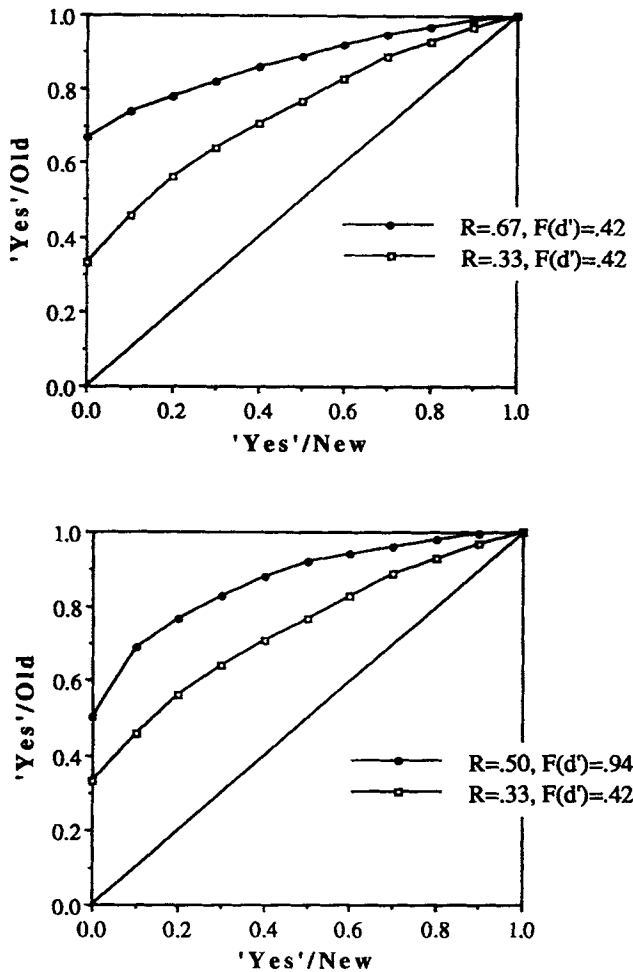 1.0
0.8
0.6
0.4
0.2
0.0
'Yes'/Old
R=.67, F(d')=.42
R=.33, F(d')=.42
0.0 0.2 0.4 0.6 0.8 1.0
'Yes'/New
1.0
0.8
0.6
0.4
0.2
0.0
'Yes'/Old
R=.50, F(d')=.94
R=.33, F(d')=.42
0.0 0.2 0.4 0.6 0.8 1.0
'Yes'/New